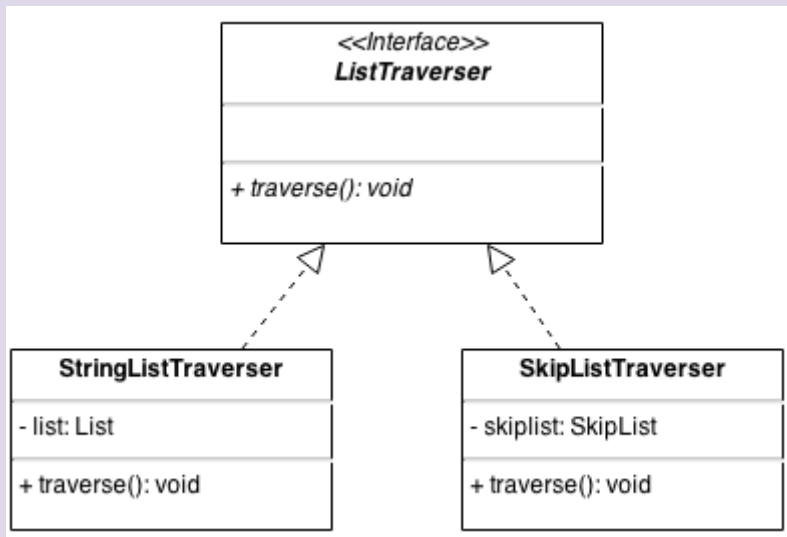 <<Interface>>
ListTraverser
+ traverse(): void
StringListTraverser
- list: List
+ traverse(): void
SkipListTraverser
- skiplist: SkipList
+ traverse(): void